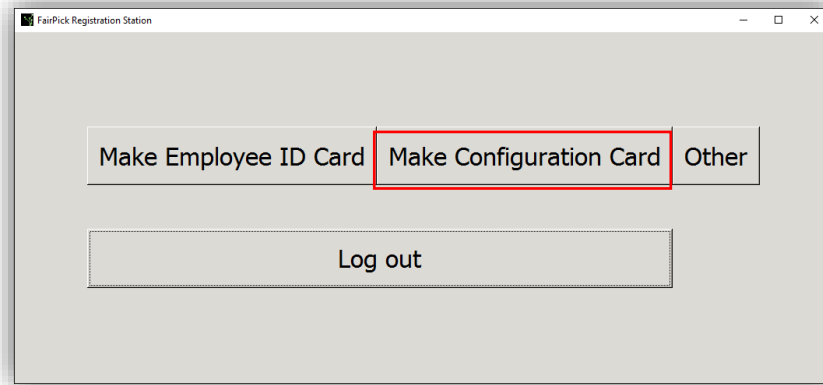 FairPick Registration Station
Make Employee ID Card Make Configuration Card Other
Log out